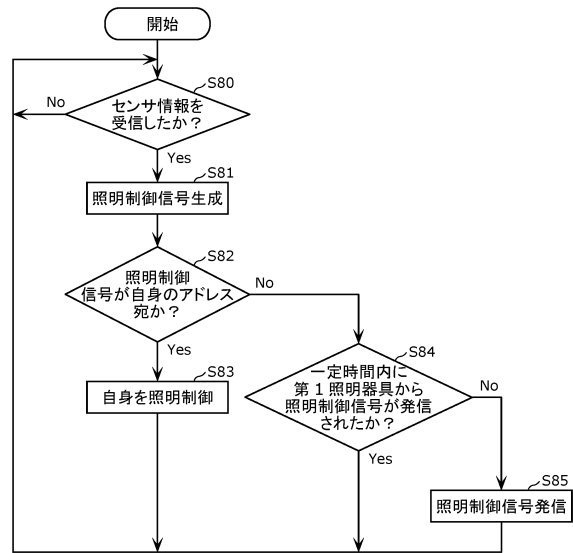 開始
S80
No
センサ情報を
受信したか？
Yes
S81
照明制御信号生成
S82
照明制御
信号が自身のアドレス
宛か？
No
Yes
S83
自身を照明制御
S84
一定時間内に
第１照明器具から
照明制御信号が発信
されたか？
No
Yes
S85
照明制御信号発信